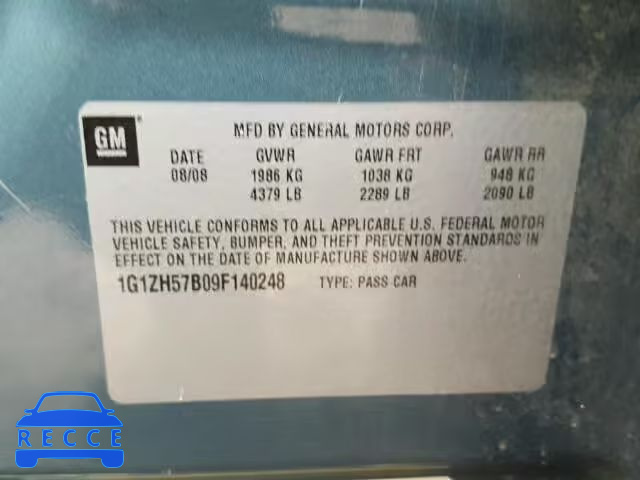 GM
MFD BY GENERAL MOTORS CORP.
DATE GVWR GAWR FRT GAWR RR
08/08 1986 KG 1038 KG 948 KG
4379 LB 2289 LB 2090 LB
THIS VEHICLE CONFORMS TO ALL APPLICABLE U.S. FEDERAL MOTOR
VEHICLE SAFETY, BUMPER, AND THEFT PREVENTION STANDARDS IN
EFFECT ON THE DATE OF MANUFACTURE SHOWN ABOVE.
1G1ZH57B09F140248 TYPE: PASS CAR
RECCE